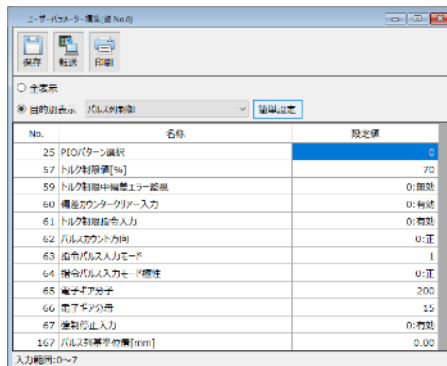 ユーザーパラメーター編集[軸 No.0]
保存 転送 印刷
全表示
目的別表示 パルス列制御 簡単設定
No. 名称 設定値
25 PIOパターン選択 0
57 トルク制限値[%] 70
59 トルク制限中偏差エラー監視 0:無効
60 偏差カウンタークリアー入力 0:有効
61 トルク制限指令入力 0:有効
62 パルスカウント方向 0:正
63 指令パルス入力モード 1
64 指令パルス入力モード極性 0:正
65 電子ギア分子 200
66 電子ギア分母 15
67 強制停止入力 0:有効
167 パルス列基準位置[mm] 0.00
入力範囲:0～7